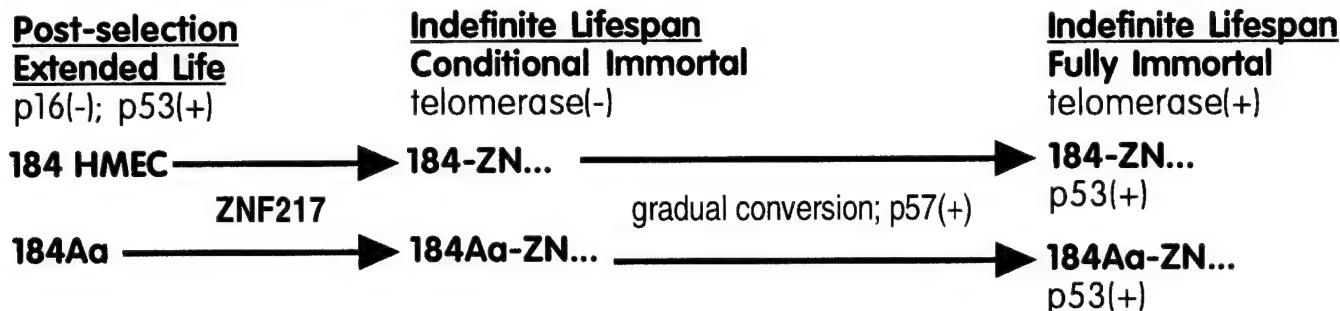 Post-selection
Extended Life
p16(-); p53(+)
Indefinite Lifespan
Conditional Immortal
telomerase(-)
Indefinite Lifespan
Fully Immortal
telomerase(+)
184 HMEC
184-ZN...
184-ZN...
p53(+)
ZNF217
gradual conversion; p57(+)
184Aa
184Aa-ZN...
184Aa-ZN...
p53(+)